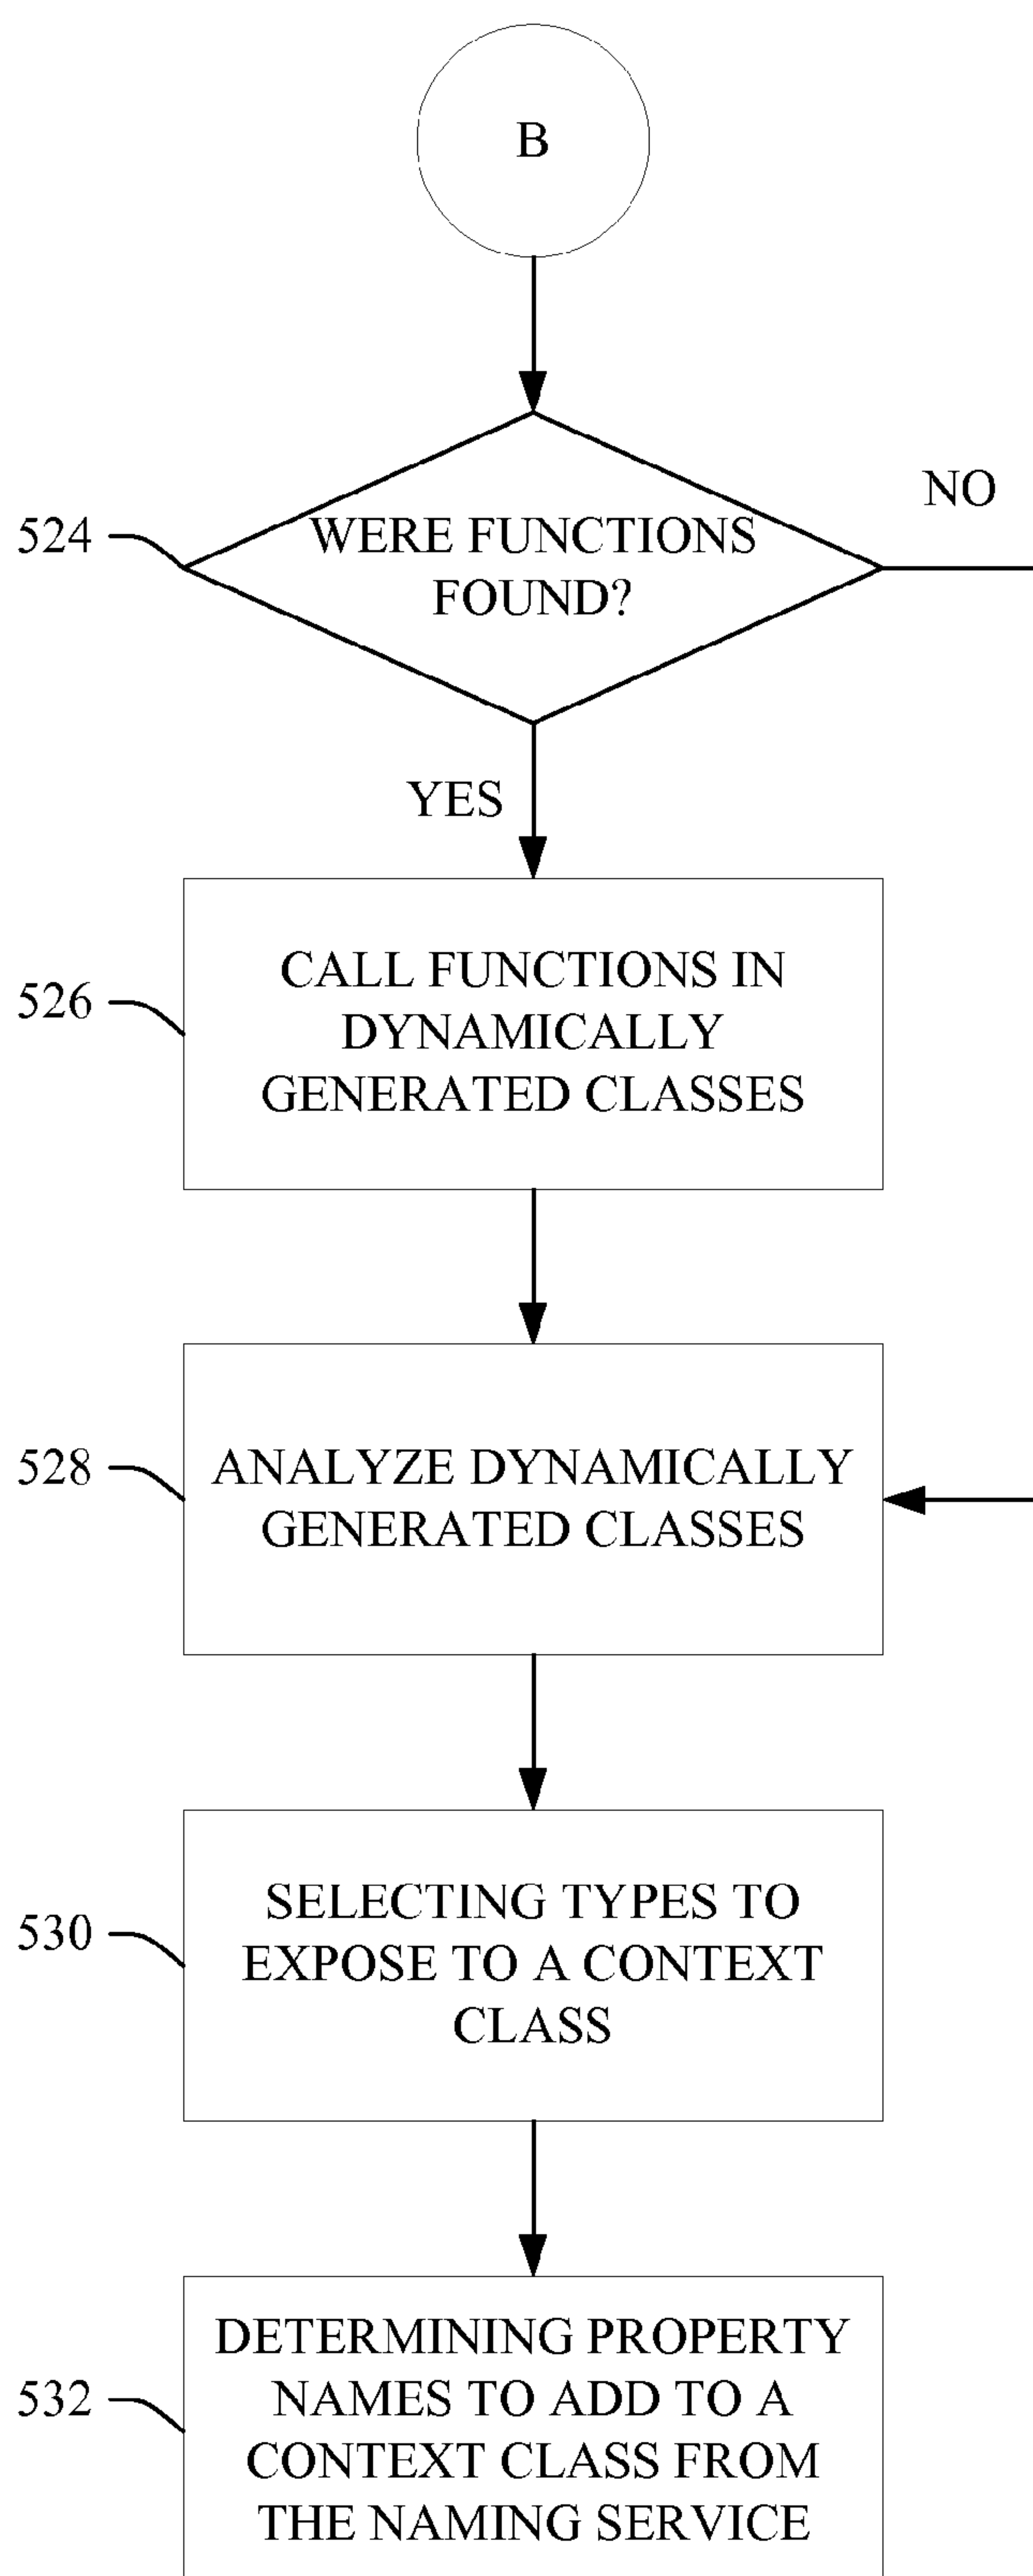 B
NO
524
WERE FUNCTIONS
FOUND?
YES
526
CALL FUNCTIONS IN
DYNAMICALLY
GENERATED CLASSES
528
ANALYZE DYNAMICALLY
GENERATED CLASSES
530
SELECTING TYPES TO
EXPOSE TO A CONTEXT
CLASS
532
DETERMINING PROPERTY
NAMES TO ADD TO A
CONTEXT CLASS FROM
THE NAMING SERVICE